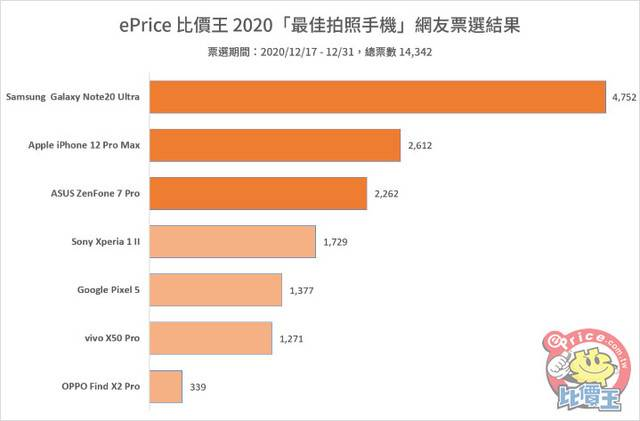 ePrice 比價王 2020「最佳拍照手機」網友票選結果
票選期間：2020/12/17 - 12/31，總票數 14,342
Samsung Galaxy Note20 Ultra 4,752
Apple iPhone 12 Pro Max 2,612
ASUS ZenFone 7 Pro 2,262
Sony Xperia 1 II 1,729
Google Pixel 5 1,377
vivo X50 Pro 1,271
OPPO Find X2 Pro 339
ePrice.com.tw
比價王